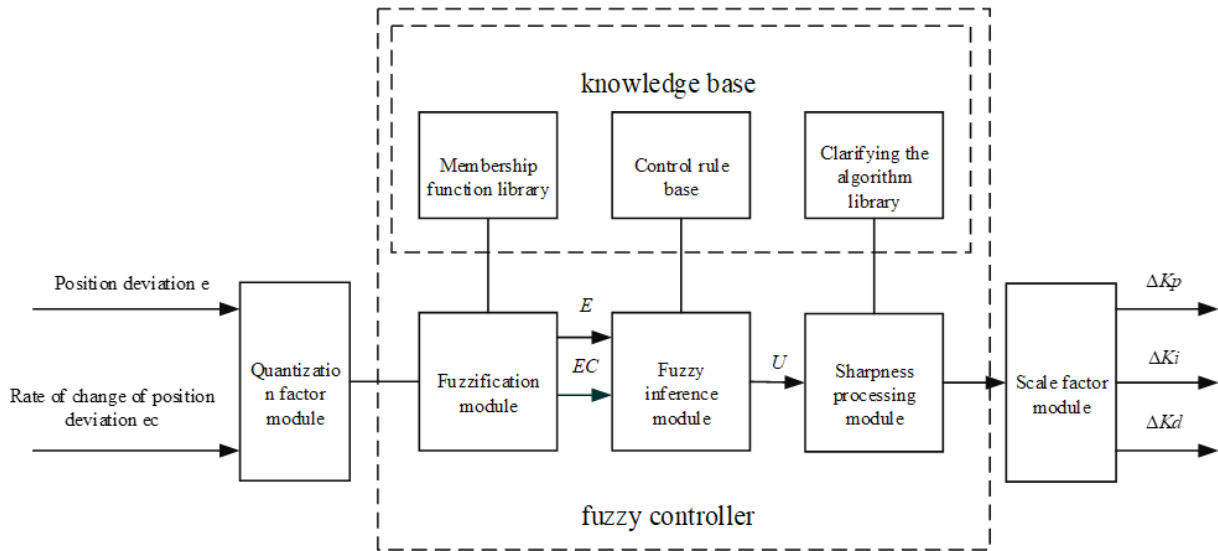 knowledge base
Membership
function library
Control rule
base
Clarifying the
algorithm
library
Position deviation e
Rate of change of position
deviation ec
Quantizatio
n factor
module
Fuzzification
module
E
EC
Fuzzy
inference
module
U
Sharpness
processing
module
Scale factor
module
ΔKp
ΔKi
ΔKd
fuzzy controller